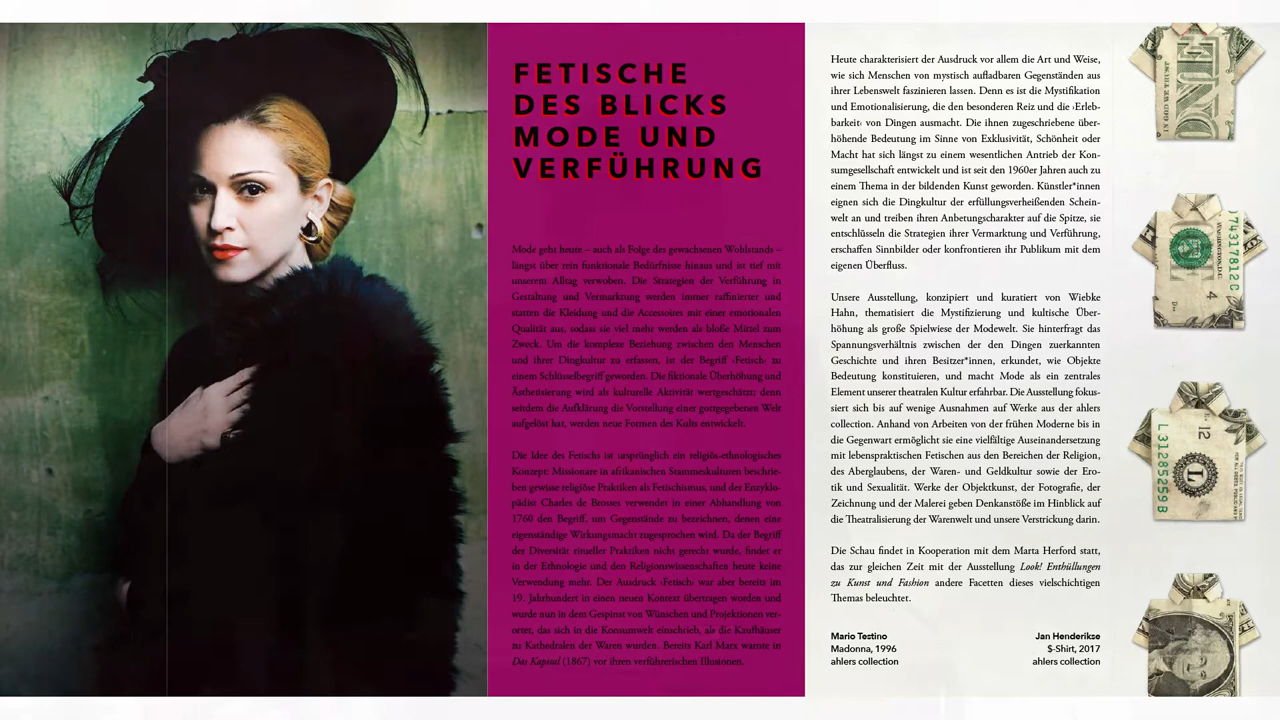 FETISCHE
DES BLICKS
MODE UND
VERFÜHRUNG
Mode geht heute – auch als Folge des gewachsenen Wohlstands –
längst über rein funktionale Bedürfnisse hinaus und ist tief mit
unserem Alltag verwoben. Die Strategien der Verführung in
Gestaltung und Vermarktung werden immer raffinierter und
statten die Kleidung und die Accessoires mit einer emotionalen
Qualität aus, sodass sie viel mehr werden als bloße Mittel zum
Zweck. Um die komplexe Beziehung zwischen den Menschen
und ihrer Dingkultur zu erfassen, ist der Begriff ›Fetisch‹ zu
einem Schlüsselbegriff geworden. Die fiktionale Überhöhung und
Ästhetisierung wird als kulturelle Aktivität wertgeschätzt; denn
seitdem die Aufklärung die Vorstellung einer gottgegebenen Welt
aufgelöst hat, werden neue Formen des Kults entwickelt.
Die Idee des Fetischs ist ursprünglich ein religiös-ethnologisches
Konzept: Missionare in afrikanischen Stammeskulturen beschrie-
ben gewisse religiöse Praktiken als Fetischismus, und der Enzyklo-
pädist Charles de Brosses verwendet in einer Abhandlung von
1760 den Begriff, um Gegenstände zu bezeichnen, denen eine
eigenständige Wirkungsmacht zugesprochen wird. Da der Begriff
der Diversität ritueller Praktiken nicht gerecht wurde, findet er
in der Ethnologie und den Religionswissenschaften heute keine
Verwendung mehr. Der Ausdruck ›Fetisch‹ war aber bereits im
19. Jahrhundert in einen neuen Kontext übertragen worden und
wurde nun in dem Gespinst von Wünschen und Projektionen ver-
ortet, das sich in die Konsumwelt einschrieb, als die Kaufhäuser
zu Kathedralen der Waren wurden. Bereits Karl Marx warnte in
Das Kapital (1867) vor ihren verführerischen Illusionen.
Heute charakterisiert der Ausdruck vor allem die Art und Weise,
wie sich Menschen von mystisch aufladbaren Gegenständen aus
ihrer Lebenswelt faszinieren lassen. Denn es ist die Mystifikation
und Emotionalisierung, die den besonderen Reiz und die ›Erleb-
barkeit‹ von Dingen ausmacht. Die ihnen zugeschriebene über-
höhende Bedeutung im Sinne von Exklusivität, Schönheit oder
Macht hat sich längst zu einem wesentlichen Antrieb der Kon-
sumgesellschaft entwickelt und ist seit den 1960er Jahren auch zu
einem Thema in der bildenden Kunst geworden. Künstler*innen
eignen sich die Dingkultur der erfüllungsverheißenden Schein-
welt an und treiben ihren Anbetungscharakter auf die Spitze, sie
entschlüsseln die Strategien ihrer Vermarktung und Verführung,
erschaffen Sinnbilder oder konfrontieren ihr Publikum mit dem
eigenen Überfluss.
Unsere Ausstellung, konzipiert und kuratiert von Wiebke
Hahn, thematisiert die Mystifizierung und kultische Über-
höhung als große Spielwiese der Modewelt. Sie hinterfragt das
Spannungsverhältnis zwischen der den Dingen zuerkannten
Geschichte und ihren Besitzer*innen, erkundet, wie Objekte
Bedeutung konstituieren, und macht Mode als ein zentrales
Element unserer theatralen Kultur erfahrbar. Die Ausstellung fokus-
siert sich bis auf wenige Ausnahmen auf Werke aus der ahlers
collection. Anhand von Arbeiten von der frühen Moderne bis in
die Gegenwart ermöglicht sie eine vielfältige Auseinandersetzung
mit lebenspraktischen Fetischen aus den Bereichen der Religion,
des Aberglaubens, der Waren- und Geldkultur sowie der Ero-
tik und Sexualität. Werke der Objektkunst, der Fotografie, der
Zeichnung und der Malerei geben Denkanstöße im Hinblick auf
die Theatralisierung der Warenwelt und unsere Verstrickung darin.
Die Schau findet in Kooperation mit dem Marta Herford statt,
das zur gleichen Zeit mit der Ausstellung Look! Enthüllungen
zu Kunst und Fashion andere Facetten dieses vielschichtigen
Themas beleuchtet.
Mario Testino
Madonna, 1996
ahlers collection
Jan Henderikse
$-Shirt, 2017
ahlers collection
74317812 C
4
12
L
L31285259B